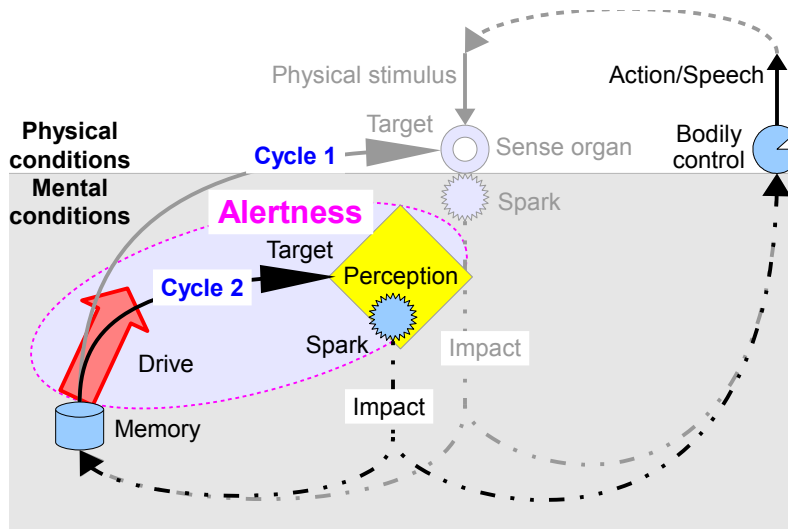 Physical stimulus
Action/Speech
Physical
conditions
Target
Cycle 1
Sense organ
Bodily
control
Mental
conditions
Alertness
Spark
Target
Cycle 2
Perception
Drive
Spark
Impact
Impact
Memory